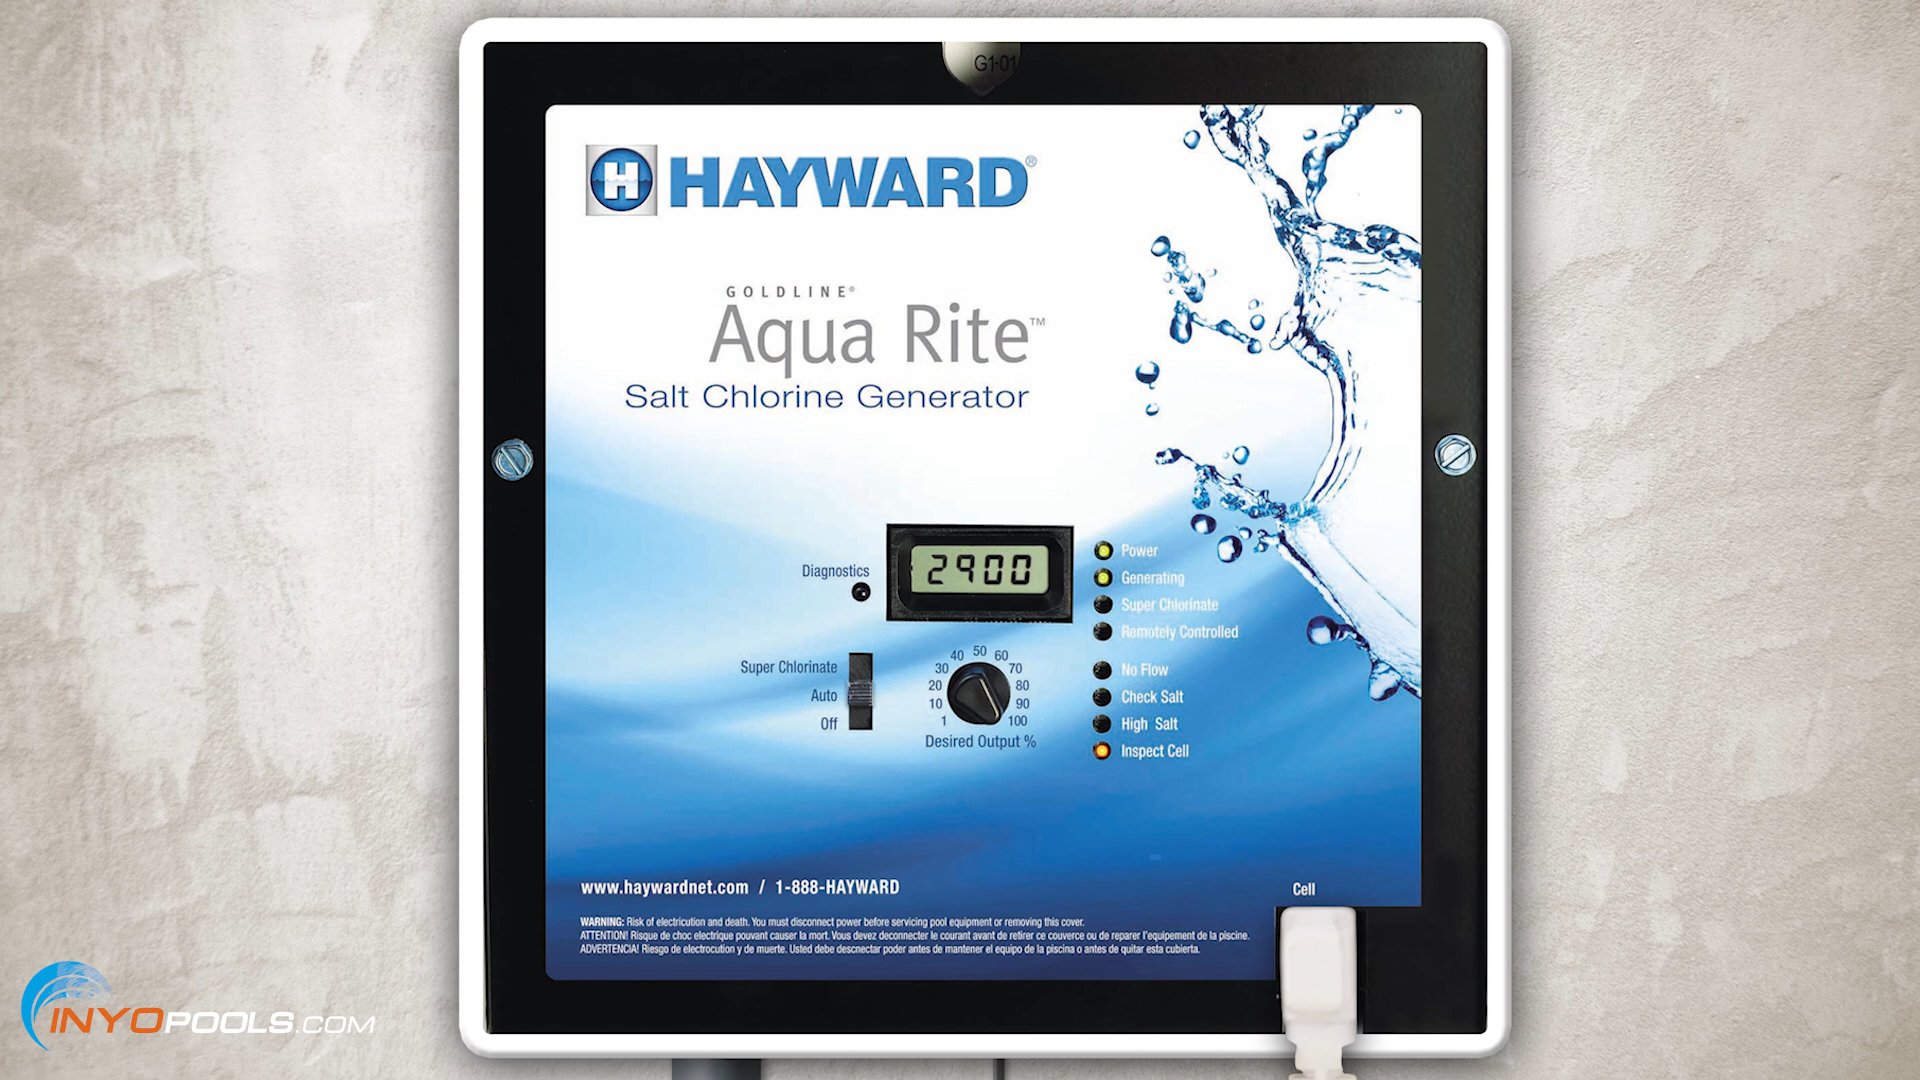 G1-01
H HAYWARD®
GOLDLINE®
Aqua Rite™
Salt Chlorine Generator
Diagnostics
2900
Power
Generating
Super Chlorinate
Remotely Controlled
No Flow
Check Salt
High Salt
Inspect Cell
Super Chlorinate
Auto
Off
1 10 20 30 40 50 60 70 80 90 100
Desired Output %
www.haywardnet.com / 1-888-HAYWARD
Cell
WARNING: Risk of electricution and death. You must disconnect power before servicing pool equipment or removing this cover.
ATTENTION! Risque de choc electrique pouvant causer la mort. Vous devez deconnecter le courant avant de retirer ce couverce ou de reparer l'equipement de la piscine.
ADVERTENCIA! Riesgo de electrocution y de muerte. Usted debe descnectar poder antes de mantener el equipo de la piscina o antes de quitar esta cubierta.
INYOPOOLS.COM